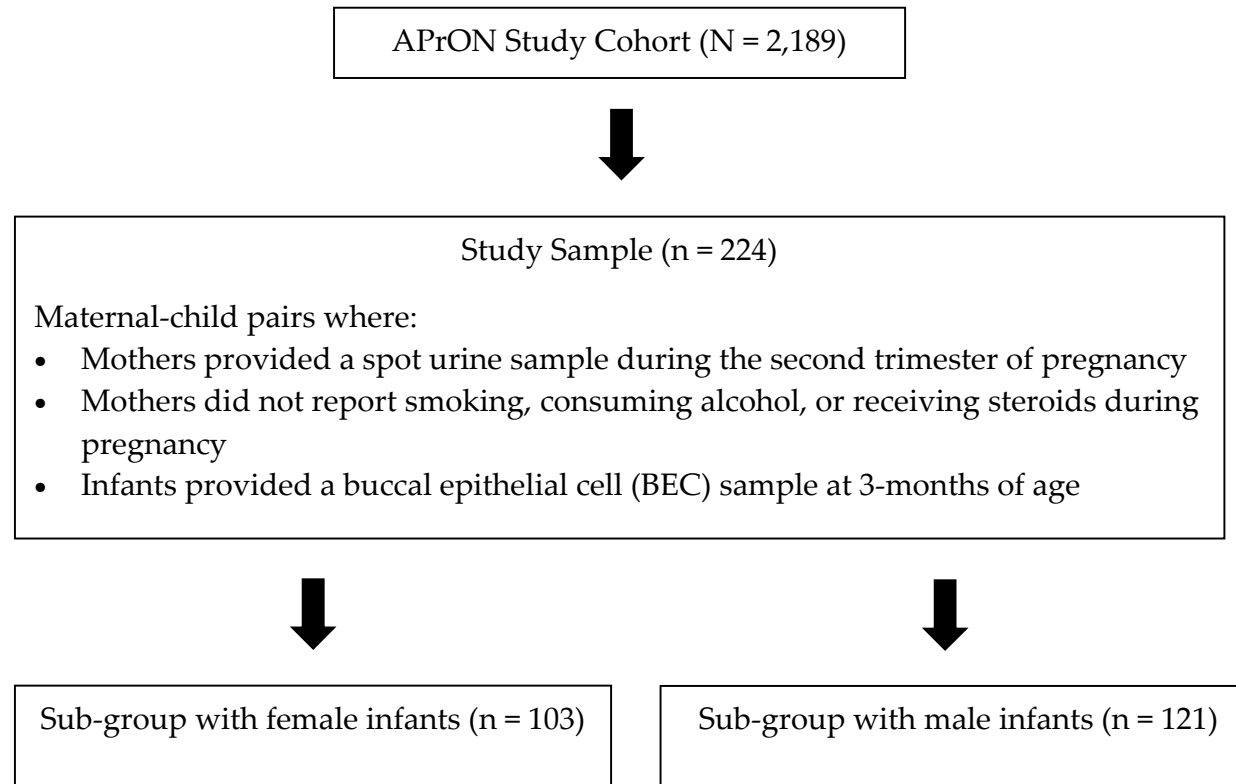 APrON Study Cohort (N = 2,189)
Study Sample (n = 224)
Maternal-child pairs where:
• Mothers provided a spot urine sample during the second trimester of pregnancy
• Mothers did not report smoking, consuming alcohol, or receiving steroids during
pregnancy
• Infants provided a buccal epithelial cell (BEC) sample at 3-months of age
Sub-group with female infants (n = 103)
Sub-group with male infants (n = 121)